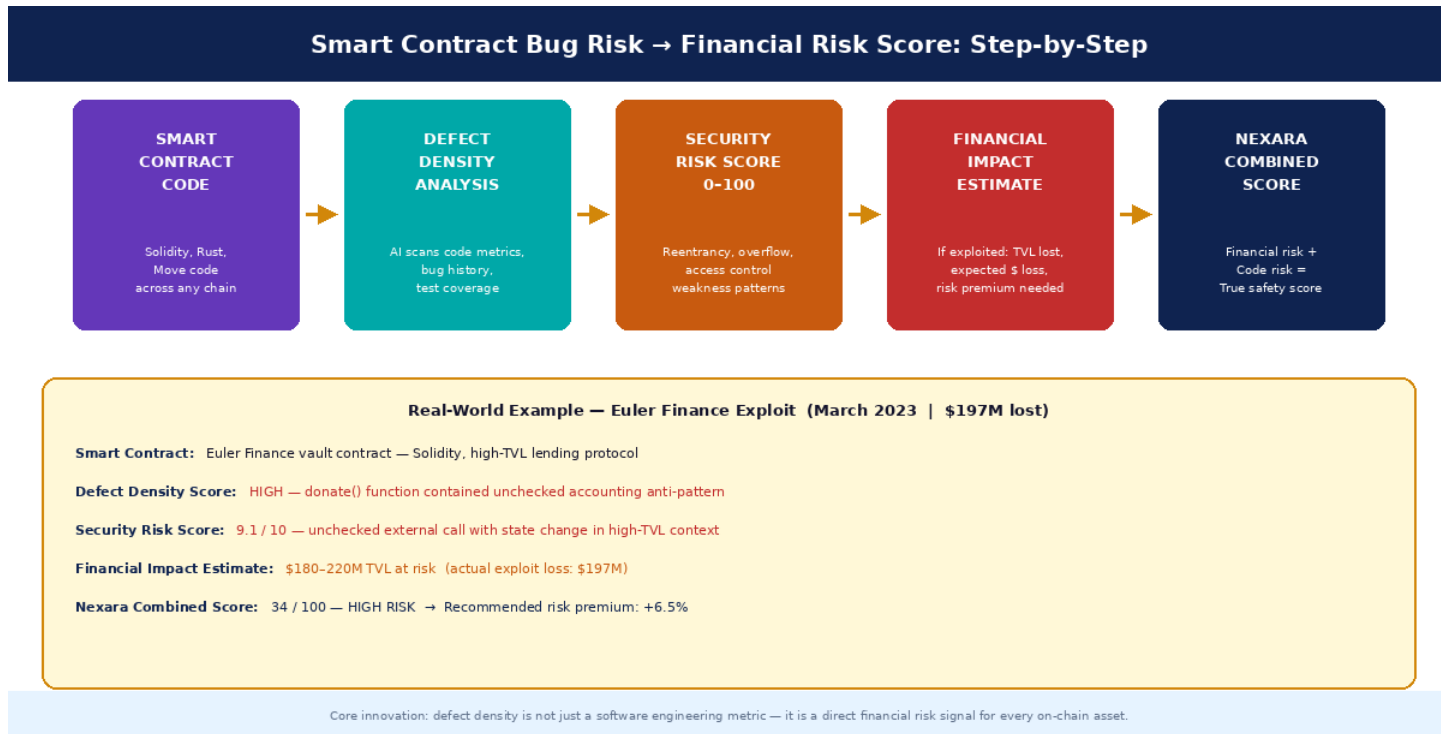 Smart Contract Bug Risk → Financial Risk Score: Step-by-Step
SMART
CONTRACT
CODE
Solidity, Rust,
Move code
across any chain
DEFECT
DENSITY
ANALYSIS
AI scans code metrics,
bug history,
test coverage
SECURITY
RISK SCORE
0–100
Reentrancy, overflow,
access control
weakness patterns
FINANCIAL
IMPACT
ESTIMATE
If exploited: TVL lost,
expected $ loss,
risk premium needed
NEXARA
COMBINED
SCORE
Financial risk +
Code risk =
True safety score
Real-World Example — Euler Finance Exploit (March 2023 | $197M lost)
Smart Contract: Euler Finance vault contract — Solidity, high-TVL lending protocol
Defect Density Score: HIGH — donate() function contained unchecked accounting anti-pattern
Security Risk Score: 9.1 / 10 — unchecked external call with state change in high-TVL context
Financial Impact Estimate: $180–220M TVL at risk (actual exploit loss: $197M)
Nexara Combined Score: 34 / 100 — HIGH RISK → Recommended risk premium: +6.5%
Core innovation: defect density is not just a software engineering metric — it is a direct financial risk signal for every on-chain asset.